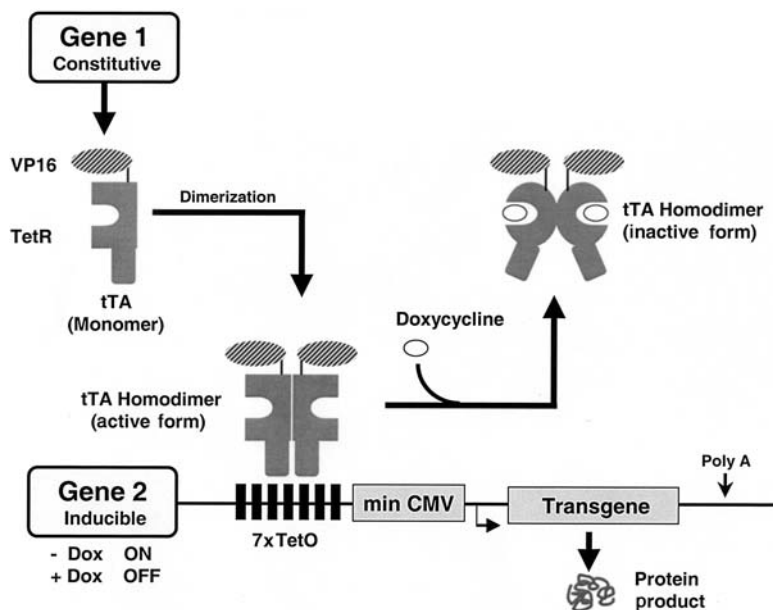 Gene 1
Constitutive
VP16
TetR
tTA
(Monomer)
Dimerization
tTA Homodimer
(inactive form)
Doxycycline
tTA Homodimer
(active form)
Gene 2
Inducible
- Dox ON
+ Dox OFF
7xTetO
min CMV
Transgene
Poly A
Protein
product